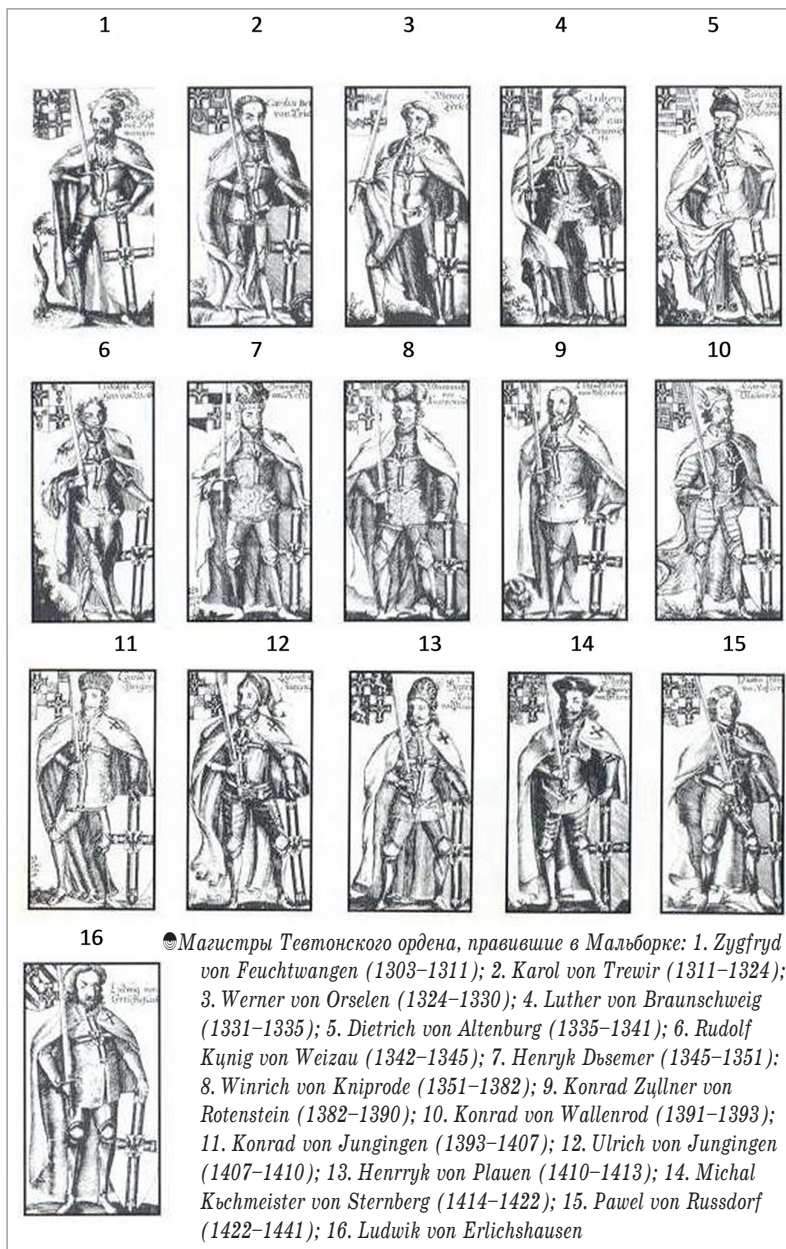 1 2 3 4 5
6 7 8 9 10
11 12 13 14 15
16
Магистры Тевтонского ордена, правившие в Мальборке: 1. Zygfryd
von Feuchtwangen (1303–1311); 2. Karol von Trewir (1311–1324);
3. Werner von Orselen (1324–1330); 4. Luther von Braunschweig
(1331–1335); 5. Dietrich von Altenburg (1335–1341); 6. Rudolf
Kцnig von Weizau (1342–1345); 7. Henryk Dьsemer (1345–1351):
8. Winrich von Kniprode (1351–1382); 9. Konrad Zцllner von
Rotenstein (1382–1390); 10. Konrad von Wallenrod (1391–1393);
11. Konrad von Jungingen (1393–1407); 12. Ulrich von Jungingen
(1407–1410); 13. Henrryk von Plauen (1410–1413); 14. Michal
Kьchmeister von Sternberg (1414–1422); 15. Pawel von Russdorf
(1422–1441); 16. Ludwik von Erlichshausen